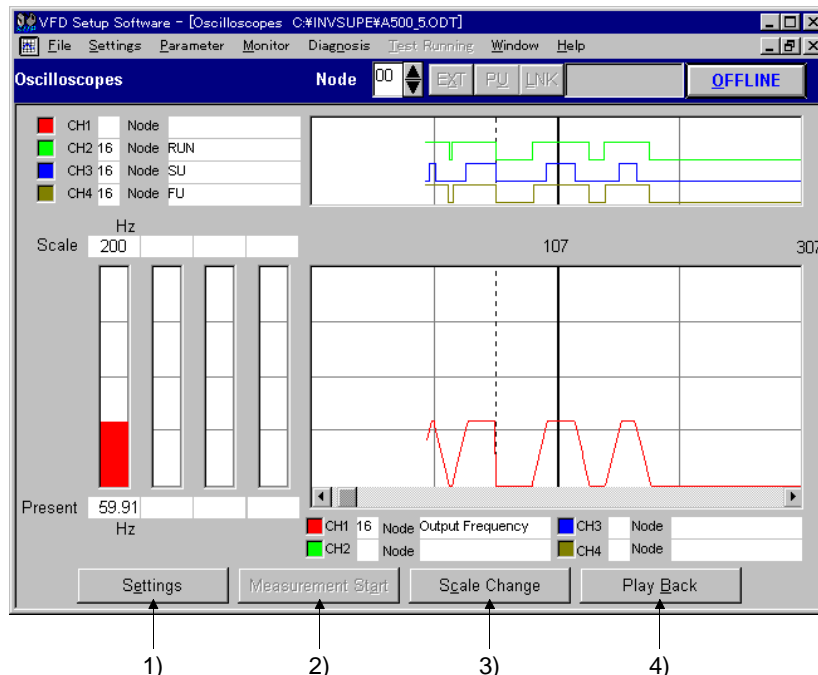 VFD Setup Software - [Oscilloscopes C:¥INVSUPE¥A500_5.ODT]
File Settings Parameter Monitor Diagnosis Test Running Window Help
Oscilloscopes Node 00 EXT PU LNK OFFLINE
CH1 Node
CH2 16 Node RUN
CH3 16 Node SU
CH4 16 Node FU
Hz
Scale 200
107 307
Present 59.91
Hz
CH1 16 Node Output Frequency CH3 Node
CH2 Node CH4 Node
Settings Measurement Start Scale Change Play Back
1) 2) 3) 4)